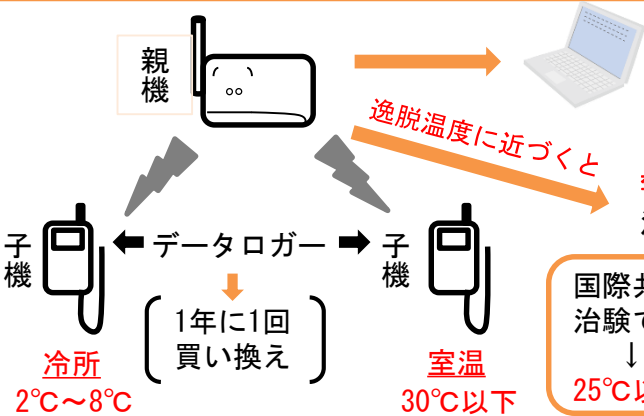 親機
逸脱温度に近づくと
子機
データロガー
子機
1年に1回
買い換え
冷所
2℃～8℃
室温
30℃以下
国際共
治験で
↓
25℃以